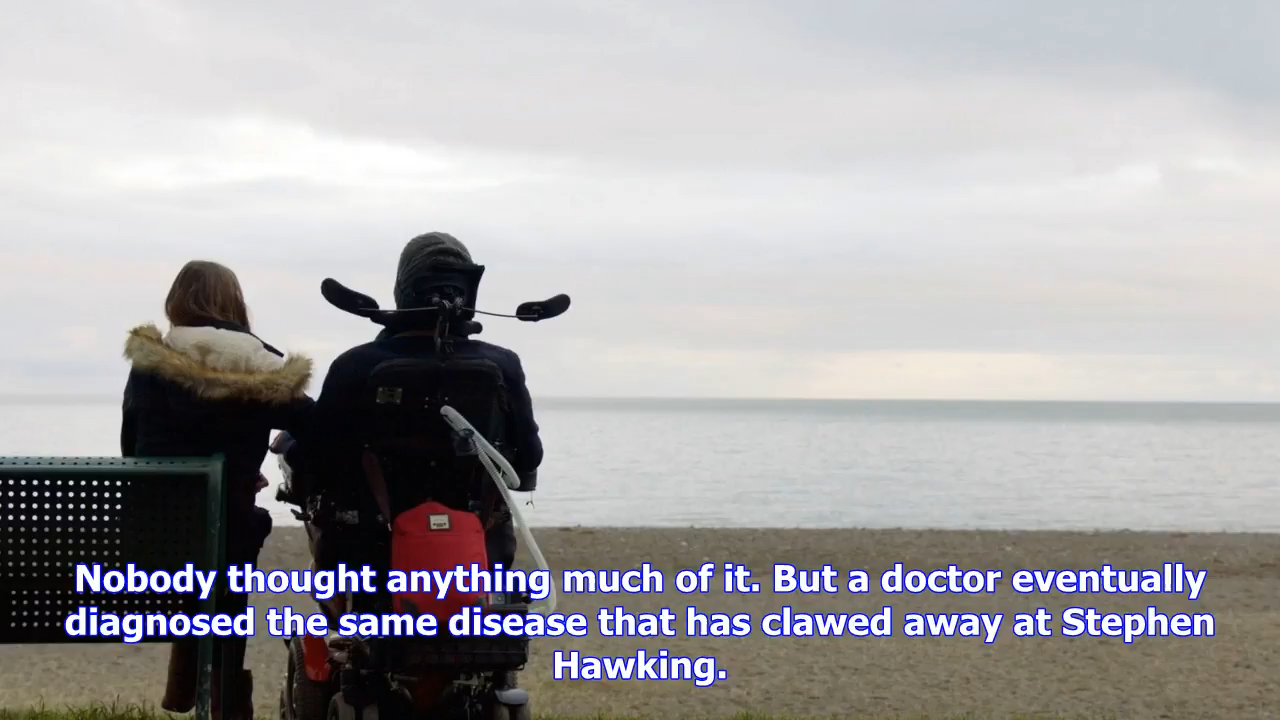 Nobody thought anything much of it. But a doctor eventually
diagnosed the same disease that has clawed away at Stephen
Hawking.